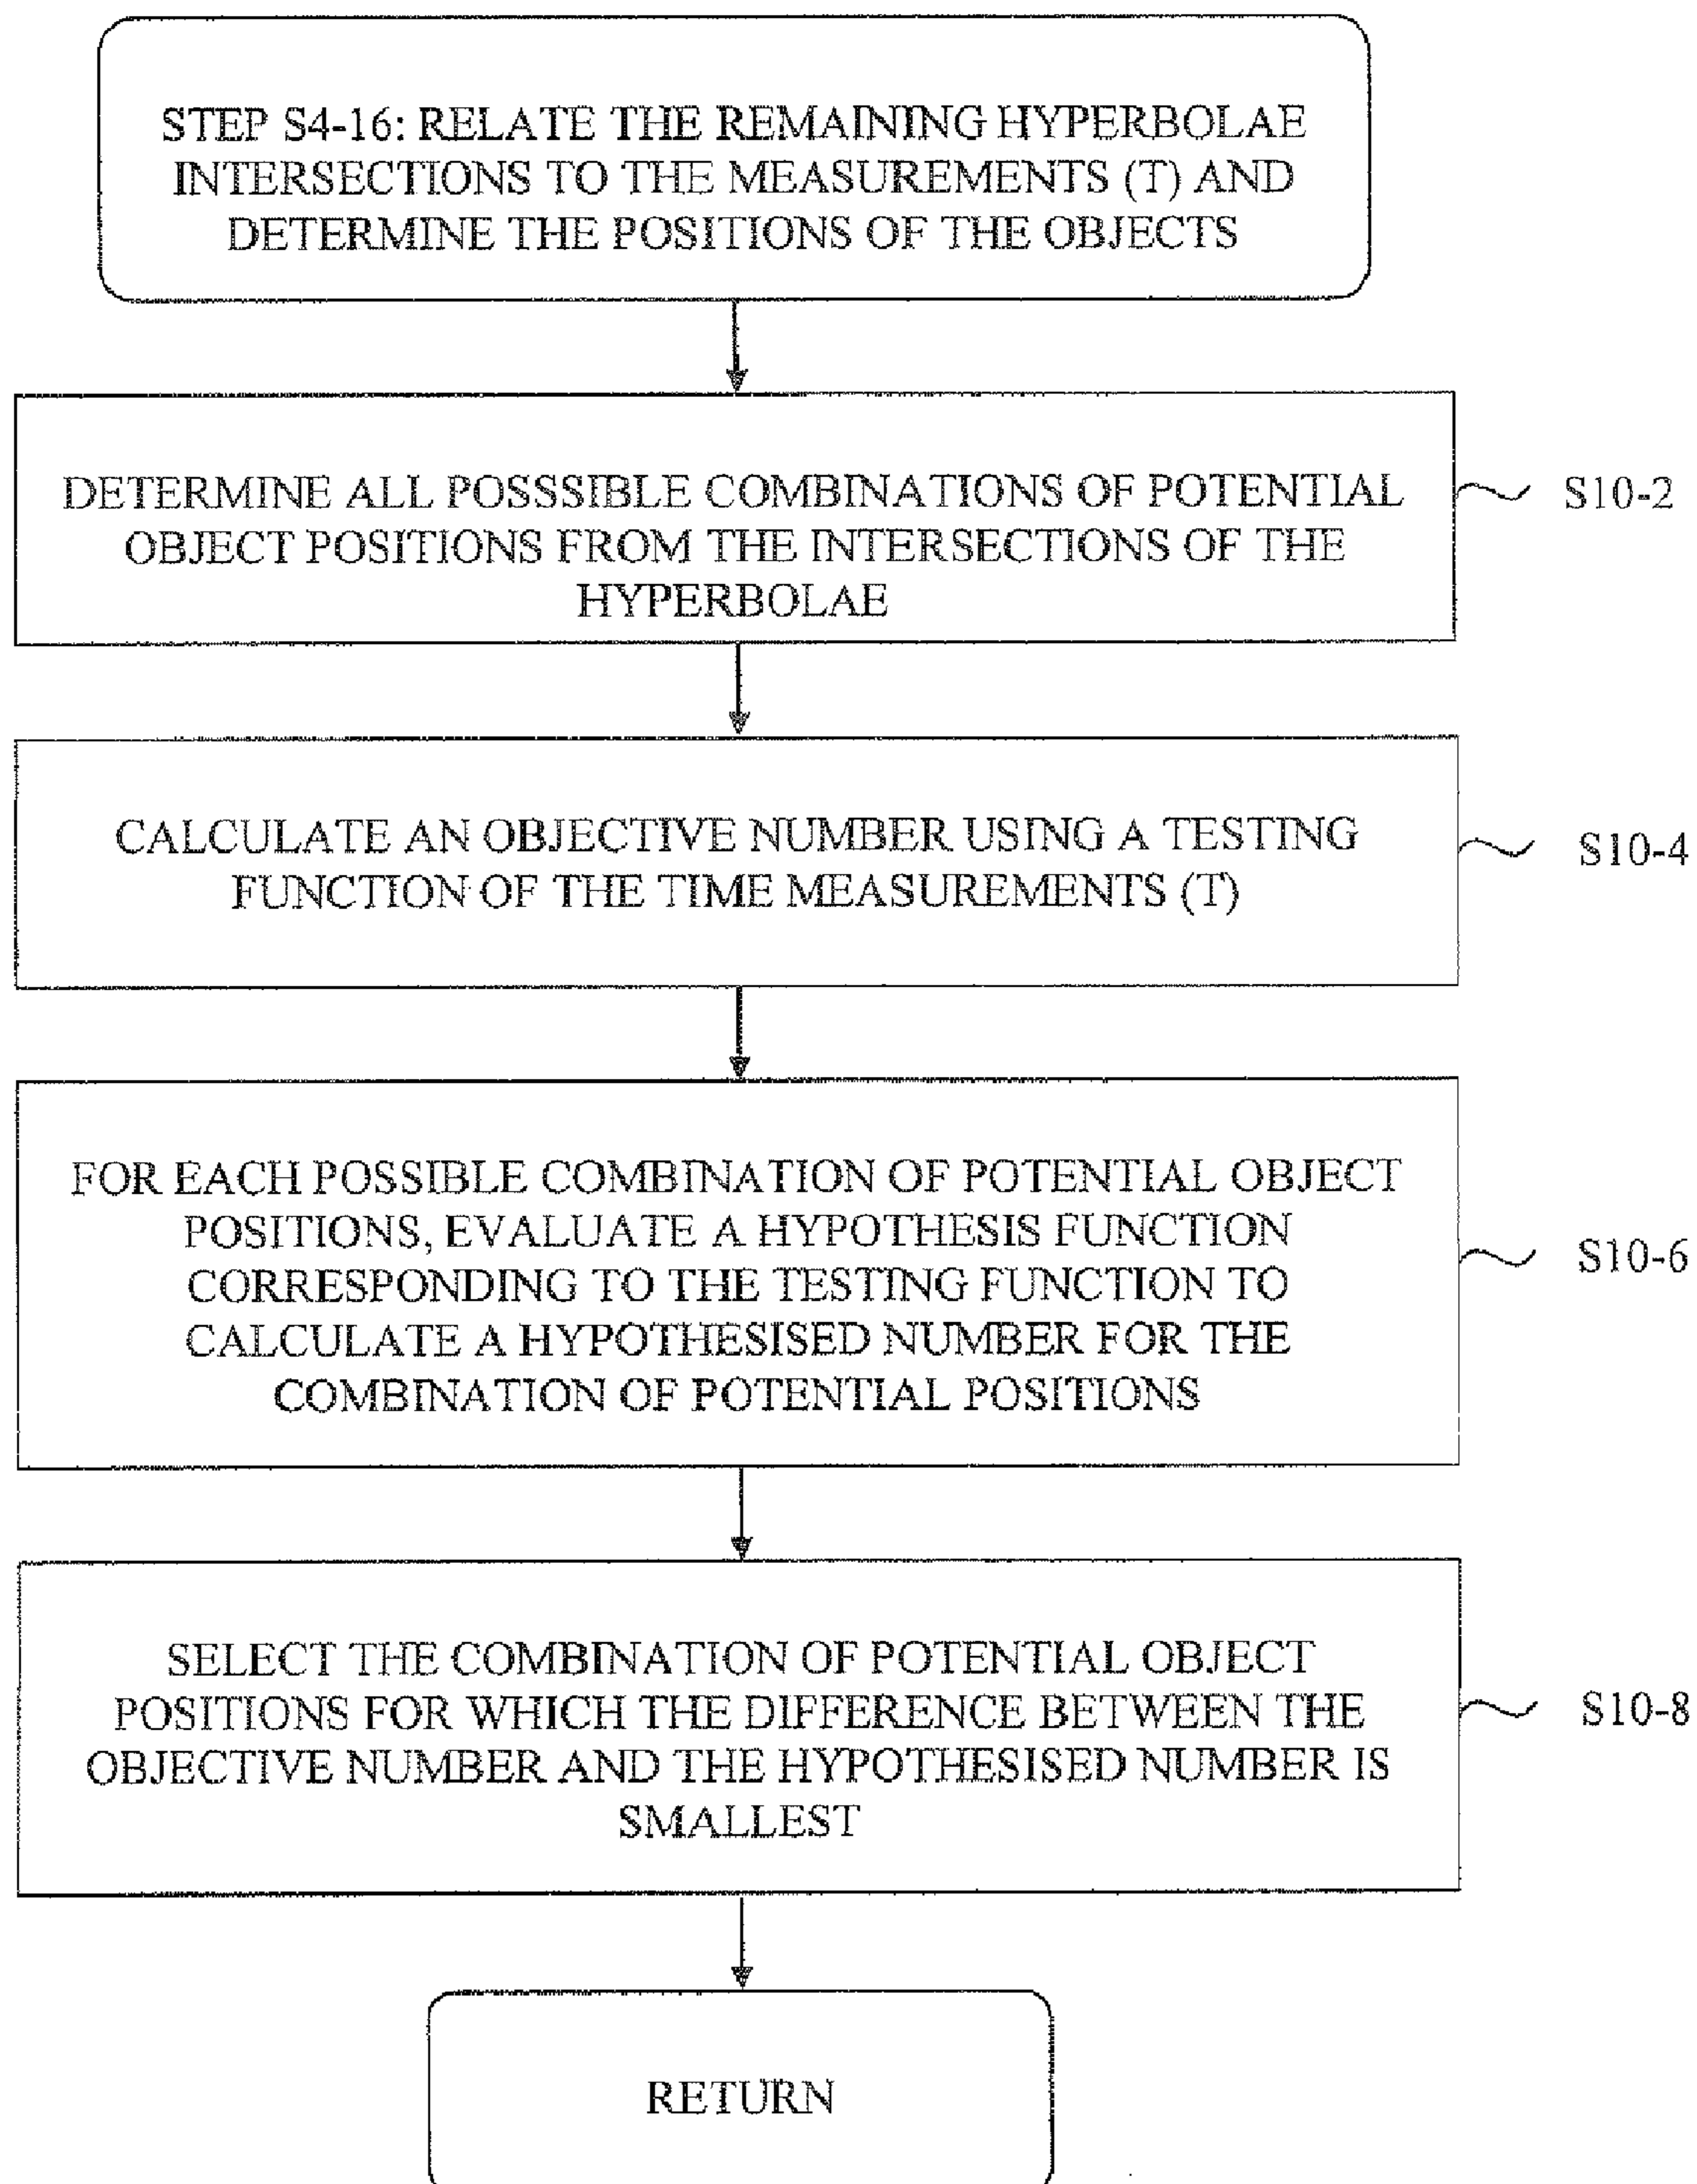 STEP S4-16: RELATE THE REMAINING HYPERBOLAE
INTERSECTIONS TO THE MEASUREMENTS (T) AND
DETERMINE THE POSITIONS OF THE OBJECTS
DETERMINE ALL POSSSIBLE COMBINATIONS OF POTENTIAL
OBJECT POSITIONS FROM THE INTERSECTIONS OF THE
HYPERBOLAE
S10-2
CALCULATE AN OBJECTIVE NUMBER USING A TESTING
FUNCTION OF THE TIME MEASUREMENTS (T)
S10-4
FOR EACH POSSIBLE COMBINATION OF POTENTIAL OBJECT
POSITIONS, EVALUATE A HYPOTHESIS FUNCTION
CORRESPONDING TO THE TESTING FUNCTION TO
CALCULATE A HYPOTHESISED NUMBER FOR THE
COMBINATION OF POTENTIAL POSITIONS
S10-6
SELECT THE COMBINATION OF POTENTIAL OBJECT
POSITIONS FOR WHICH THE DIFFERENCE BETWEEN THE
OBJECTIVE NUMBER AND THE HYPOTHESISED NUMBER IS
SMALLEST
S10-8
RETURN